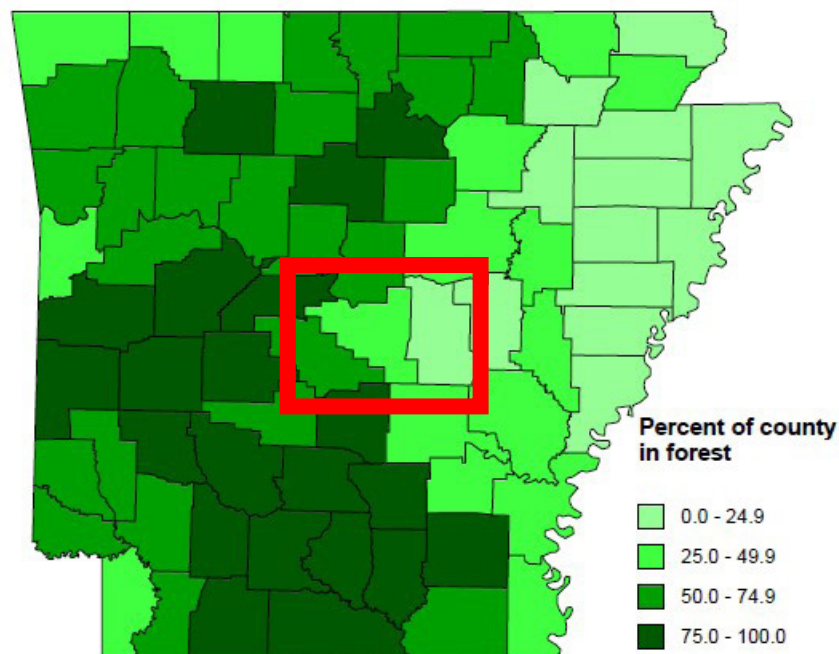 Percent of county
in forest
0.0 - 24.9
25.0 - 49.9
50.0 - 74.9
75.0 - 100.0